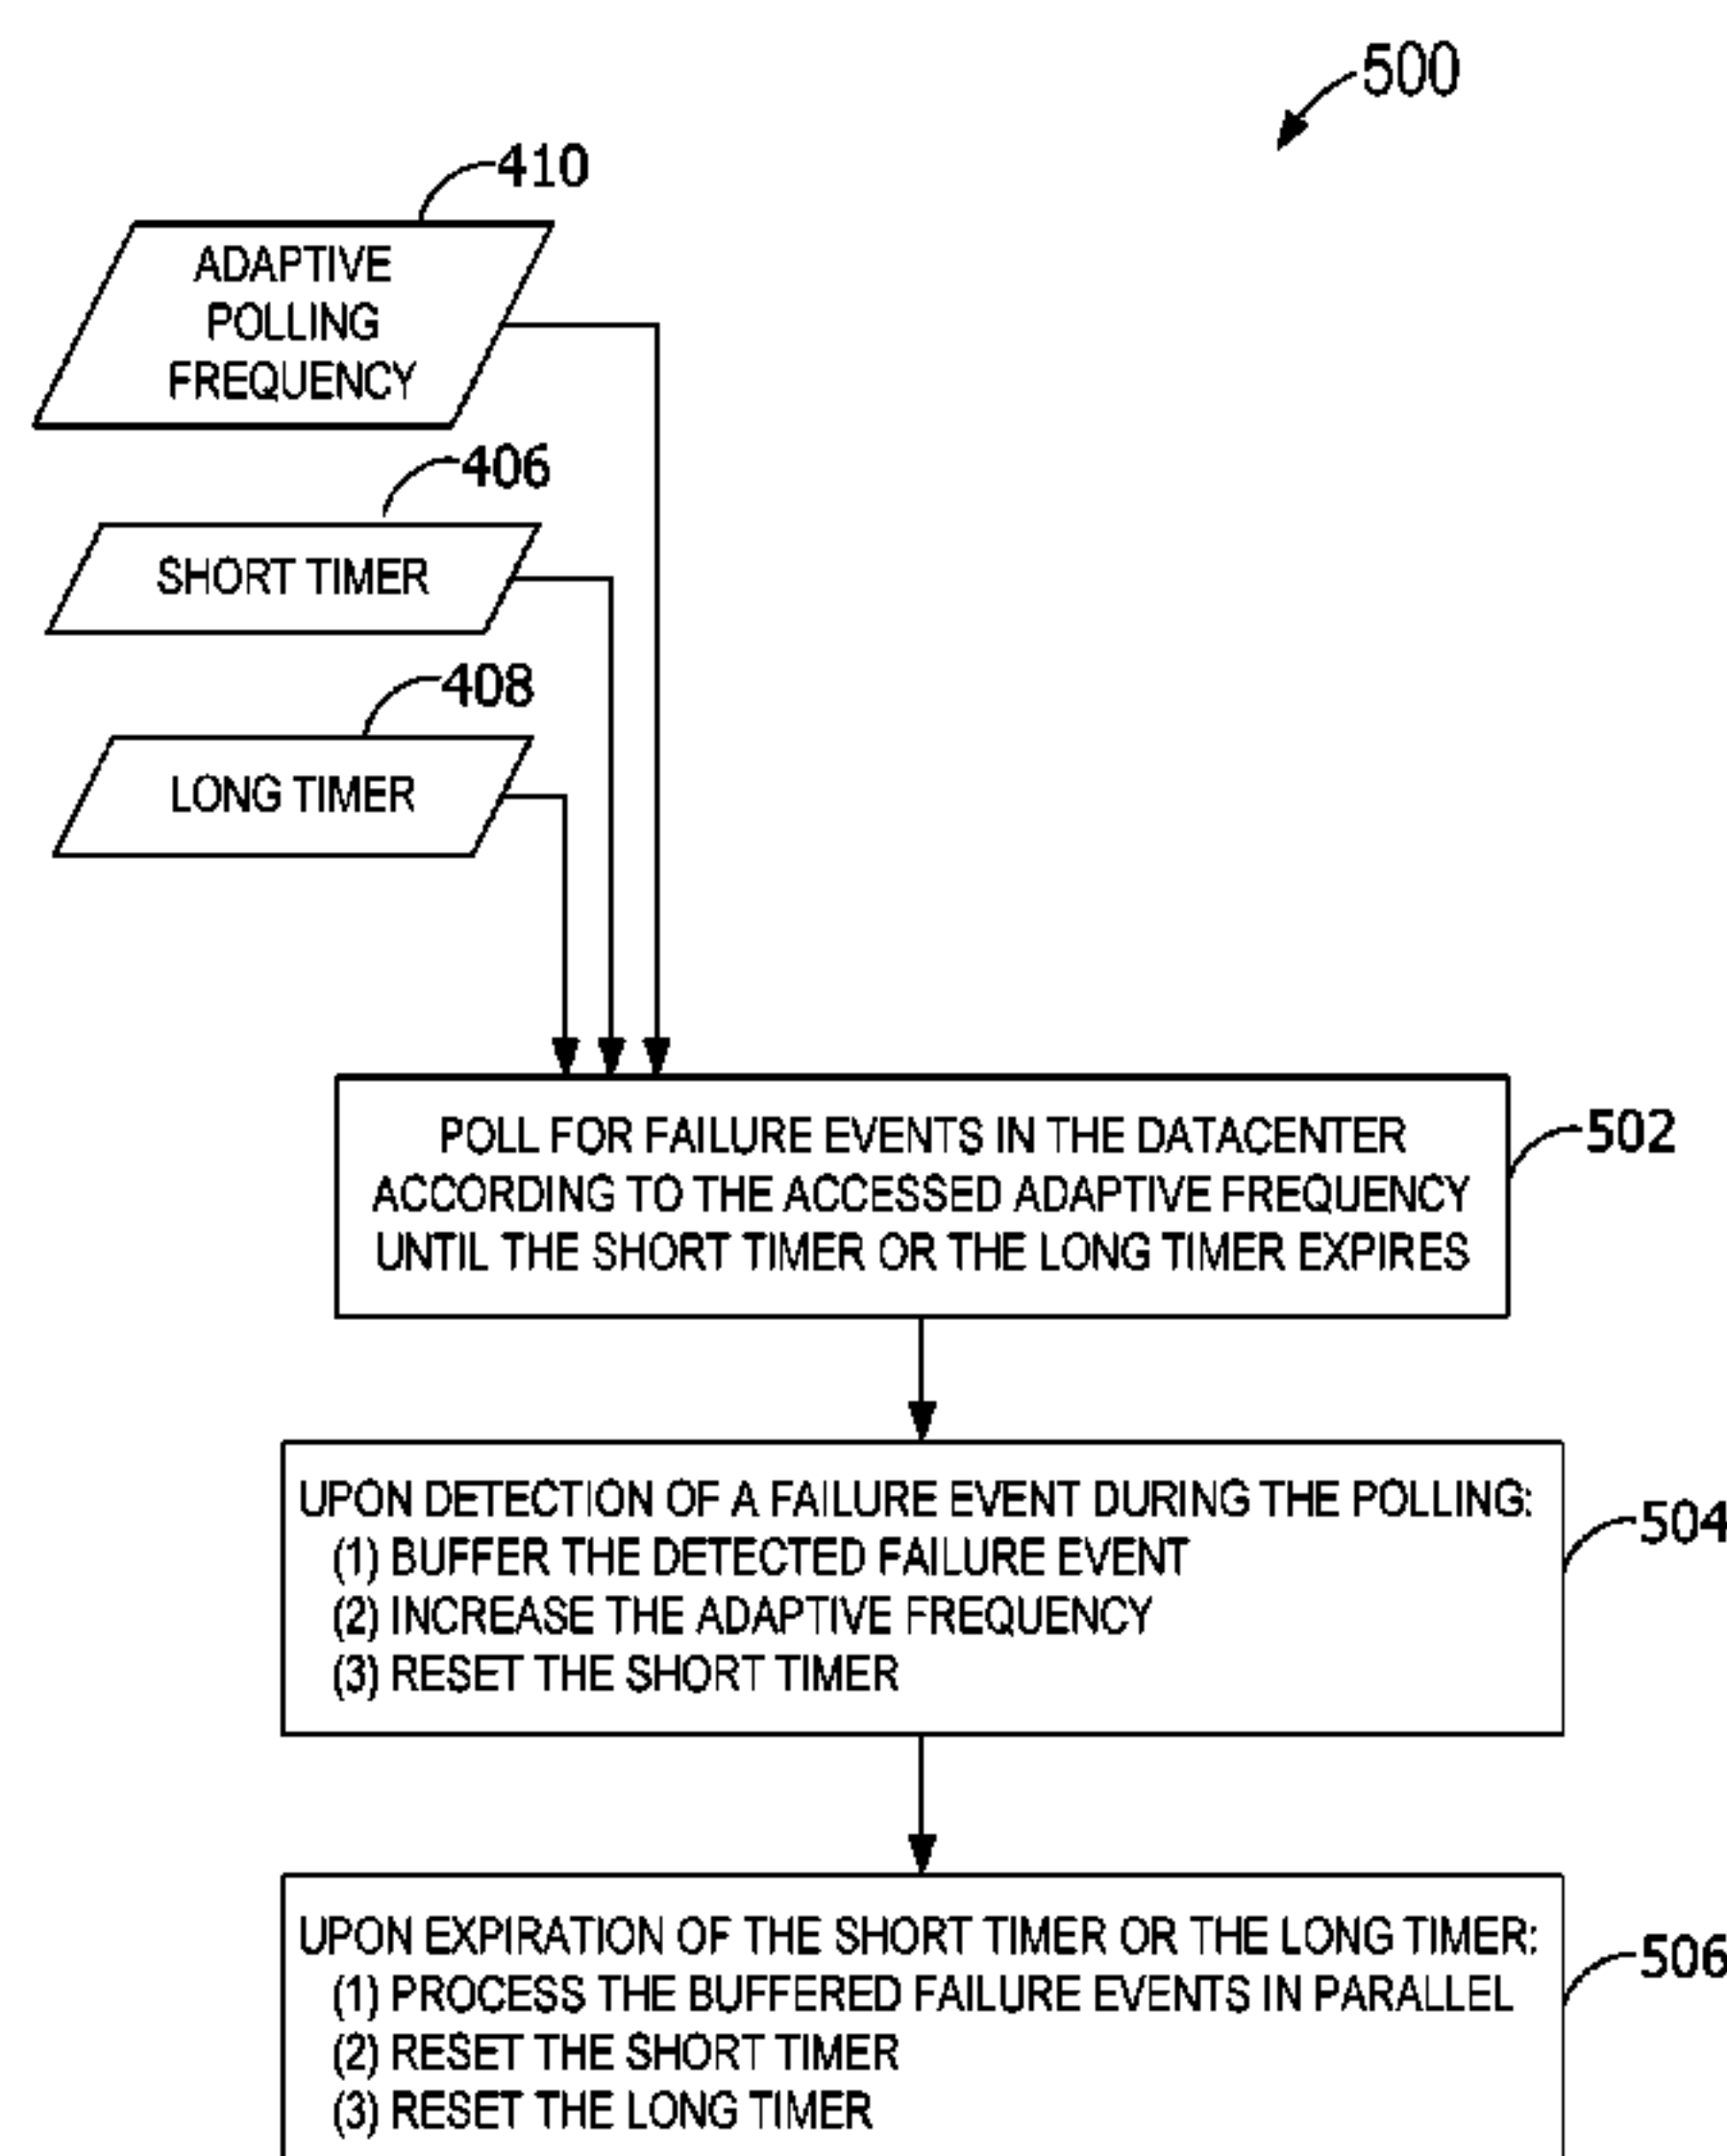 500
410
ADAPTIVE
POLLING
FREQUENCY
406
SHORT TIMER
408
LONG TIMER
POLL FOR FAILURE EVENTS IN THE DATACENTER
ACCORDING TO THE ACCESSED ADAPTIVE FREQUENCY
UNTIL THE SHORT TIMER OR THE LONG TIMER EXPIRES
502
UPON DETECTION OF A FAILURE EVENT DURING THE POLLING:
(1) BUFFER THE DETECTED FAILURE EVENT
(2) INCREASE THE ADAPTIVE FREQUENCY
(3) RESET THE SHORT TIMER
504
UPON EXPIRATION OF THE SHORT TIMER OR THE LONG TIMER:
(1) PROCESS THE BUFFERED FAILURE EVENTS IN PARALLEL
(2) RESET THE SHORT TIMER
(3) RESET THE LONG TIMER
506